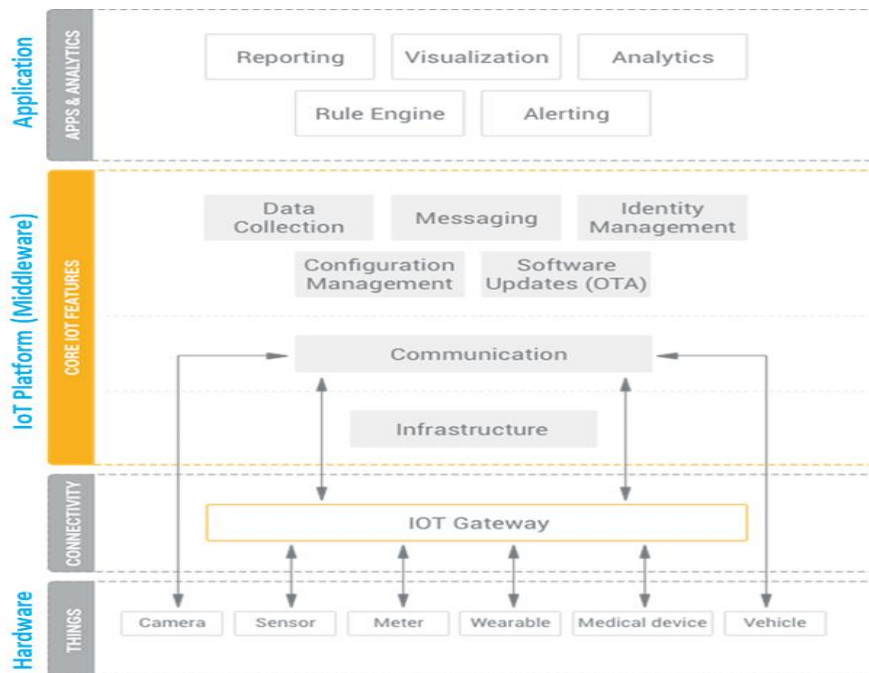 Application
APPS & ANALYTICS
Reporting
Visualization
Analytics
Rule Engine
Alerting
IoT Platform (Middleware)
CORE IOT FEATURES
Data
Collection
Messaging
Identity
Management
Configuration
Management
Software
Updates (OTA)
Communication
Infrastructure
CONNECTIVITY
IOT Gateway
Hardware
THINGS
Camera
Sensor
Meter
Wearable
Medical device
Vehicle